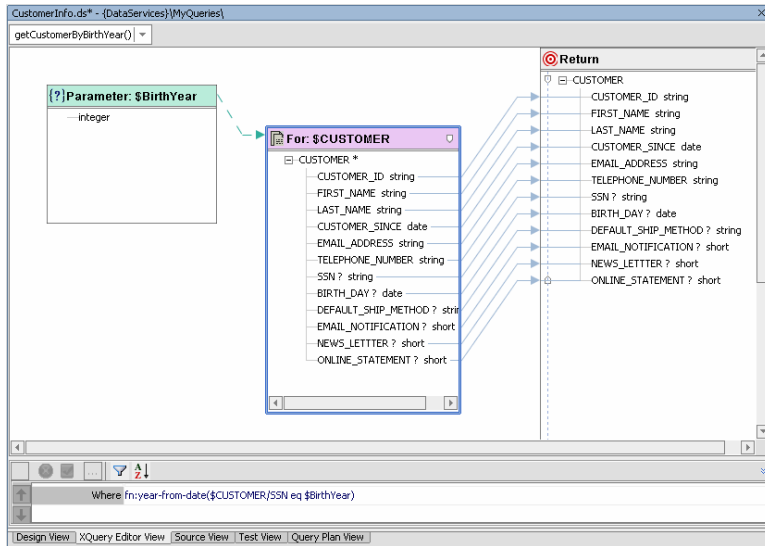 CustomerInfo.ds* - {DataServices}\MyQueries\
getCustomerByBirthYear()
{?}Parameter: $BirthYear
integer
For: $CUSTOMER
CUSTOMER *
CUSTOMER_ID string
FIRST_NAME string
LAST_NAME string
CUSTOMER_SINCE date
EMAIL_ADDRESS string
TELEPHONE_NUMBER string
SSN ? string
BIRTH_DAY ? date
DEFAULT_SHIP_METHOD ? strin
EMAIL_NOTIFICATION ? short
NEWS_LETTTER ? short
ONLINE_STATEMENT ? short
Return
CUSTOMER
CUSTOMER_ID string
FIRST_NAME string
LAST_NAME string
CUSTOMER_SINCE date
EMAIL_ADDRESS string
TELEPHONE_NUMBER string
SSN ? string
BIRTH_DAY ? date
DEFAULT_SHIP_METHOD ? string
EMAIL_NOTIFICATION ? short
NEWS_LETTTER ? short
ONLINE_STATEMENT ? short
Where fn:year-from-date($CUSTOMER/SSN eq $BirthYear)
Design View XQuery Editor View Source View Test View Query Plan View